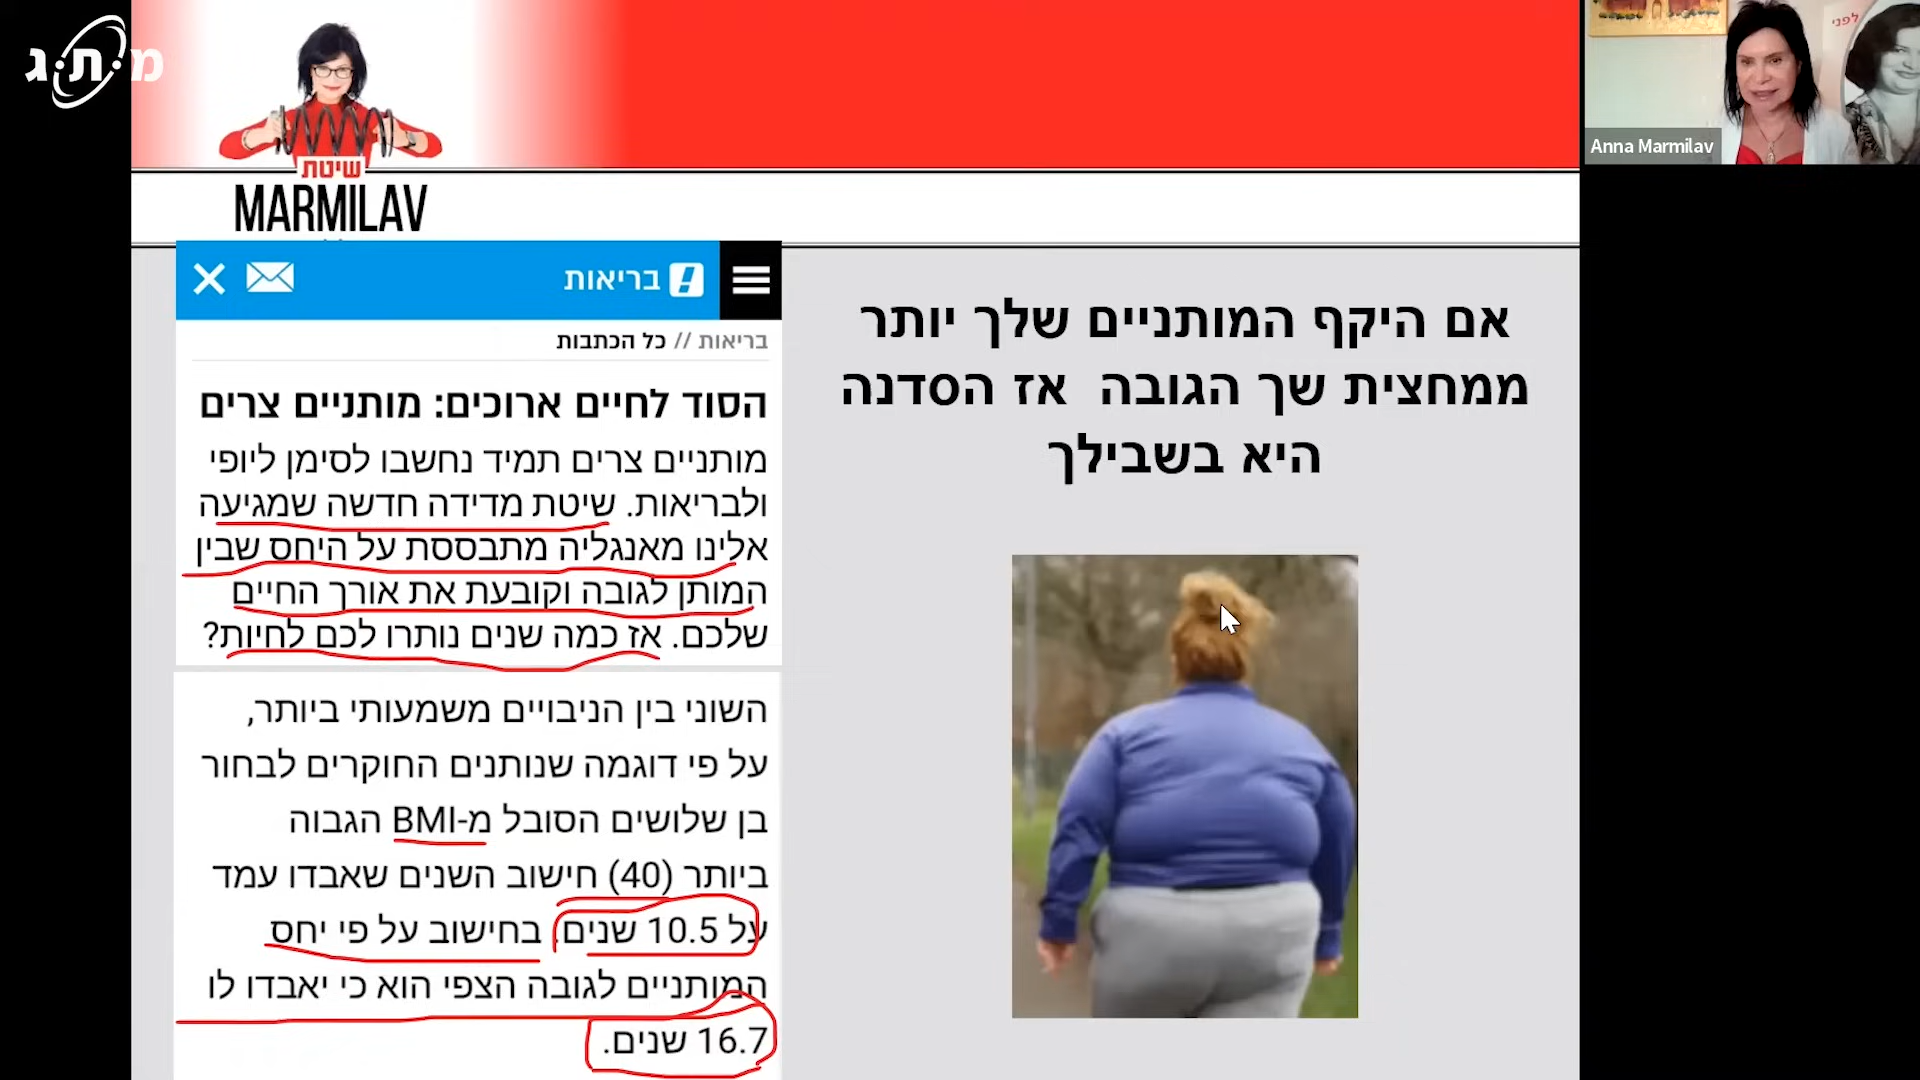 מ.ת.ג
שיטת
MARMILAV
לפני
Anna Marmilav
בריאות
בריאות // כל הכתבות
הסוד לחיים ארוכים: מותניים צרים
מותניים צרים תמיד נחשבו לסימן ליופי
ולבריאות. שיטת מדידה חדשה שמגיעה
אלינו מאנגליה מתבססת על היחס שבין
המותן לגובה וקובעת את אורך החיים
שלכם. אז כמה שנים נותרו לכם לחיות?
השוני בין הניבויים משמעותי ביותר,
על פי דוגמה שנותנים החוקרים לבחור
בן שלושים הסובל מ-BMI הגבוה
ביותר (40) חישוב השנים שאבדו עמד
על 10.5 שנים. בחישוב על פי יחס
המותניים לגובה הצפי הוא כי יאבדו לו
16.7 שנים.
אם היקף המותניים שלך יותר
ממחצית שך הגובה אז הסדנה
היא בשבילך